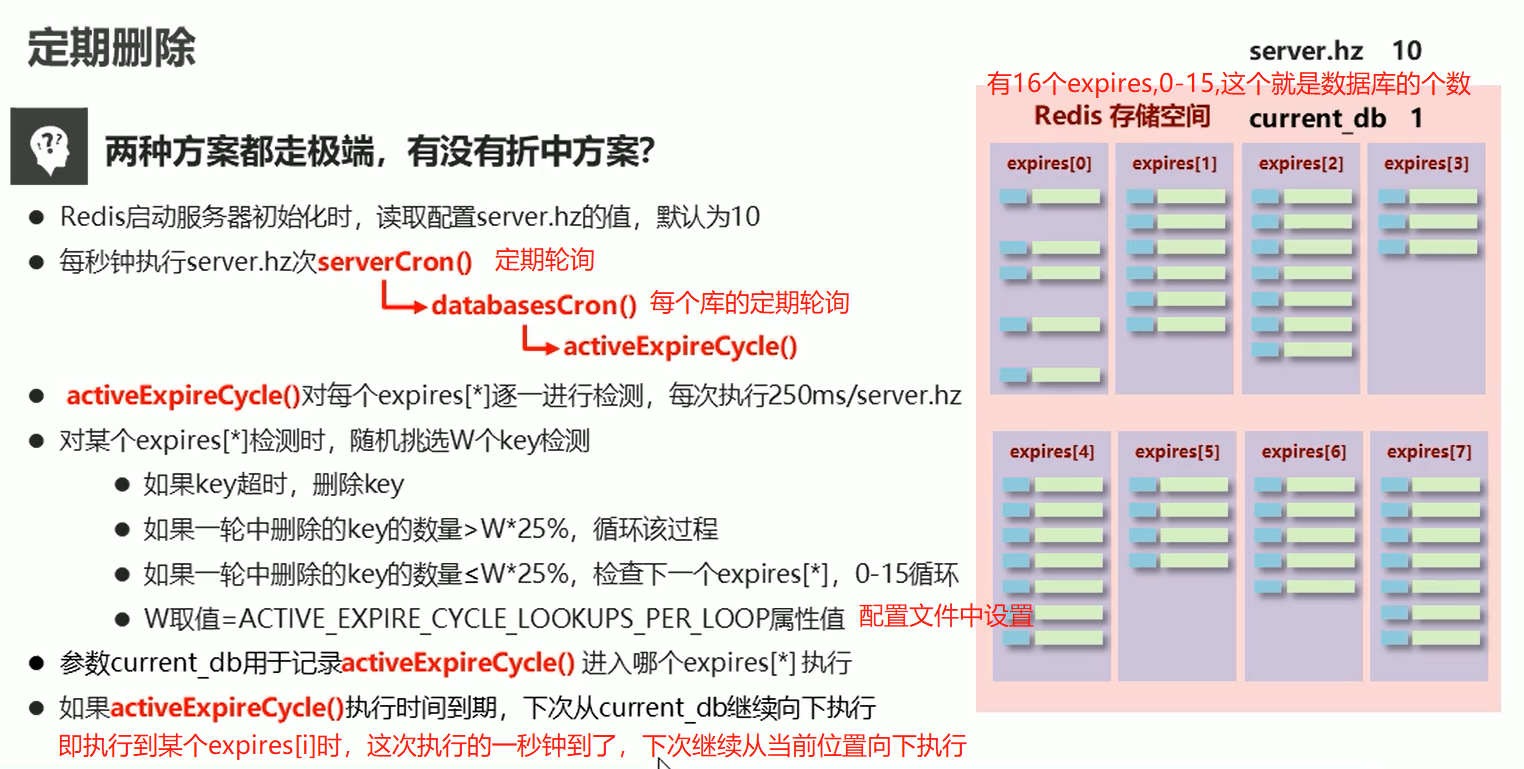 定期删除
两种方案都走极端，有没有折中方案?
Redis启动服务器初始化时，读取配置server.hz的值，默认为10
每秒钟执行server.hz次serverCron() 定期轮询
databasesCron() 每个库的定期轮询
activeExpireCycle()
activeExpireCycle()对每个expires[*]逐一进行检测，每次执行250ms/server.hz
对某个expires[*]检测时，随机挑选W个key检测
如果key超时，删除key
如果一轮中删除的key的数量>W*25%，循环该过程
如果一轮中删除的key的数量≤W*25%，检查下一个expires[*]，0-15循环
W取值=ACTIVE_EXPIRE_CYCLE_LOOKUPS_PER_LOOP属性值 配置文件中设置
参数current_db用于记录activeExpireCycle() 进入哪个expires[*] 执行
如果activeExpireCycle()执行时间到期，下次从current_db继续向下执行
即执行到某个expires[i]时，这次执行的一秒钟到了，下次继续从当前位置向下执行
server.hz 10
有16个expires,0-15,这个就是数据库的个数
Redis 存储空间 current_db 1
expires[0] expires[1] expires[2] expires[3]
expires[4] expires[5] expires[6] expires[7]